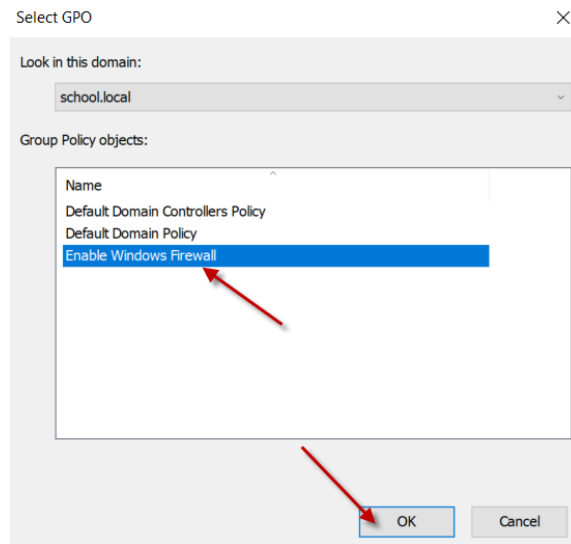 Select GPO
Look in this domain:
school.local
Group Policy objects:
Name
Default Domain Controllers Policy
Default Domain Policy
Enable Windows Firewall
OK Cancel